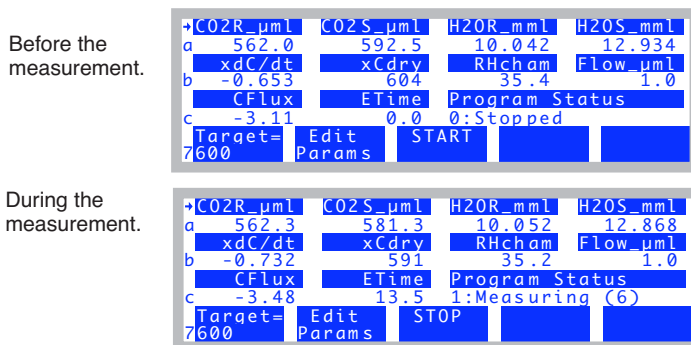 Before the
measurement.
→CO2R_µml CO2S_µml H2OR_mml H2OS_mml
a 562.0 592.5 10.042 12.934
xdC/dt xCdry RHcham Flow_µml
b -0.653 604 35.4 1.0
CFlux ETime Program Status
c -3.11 0.0 0:Stopped
Target= Edit START
7600 Params
During the
measurement.
→CO2R_µml CO2S_µml H2OR_mml H2OS_mml
a 562.3 581.3 10.052 12.868
xdC/dt xCdry RHcham Flow_µml
b -0.732 591 35.2 1.0
CFlux ETime Program Status
c -3.48 13.5 1:Measuring (6)
Target= Edit STOP
7600 Params